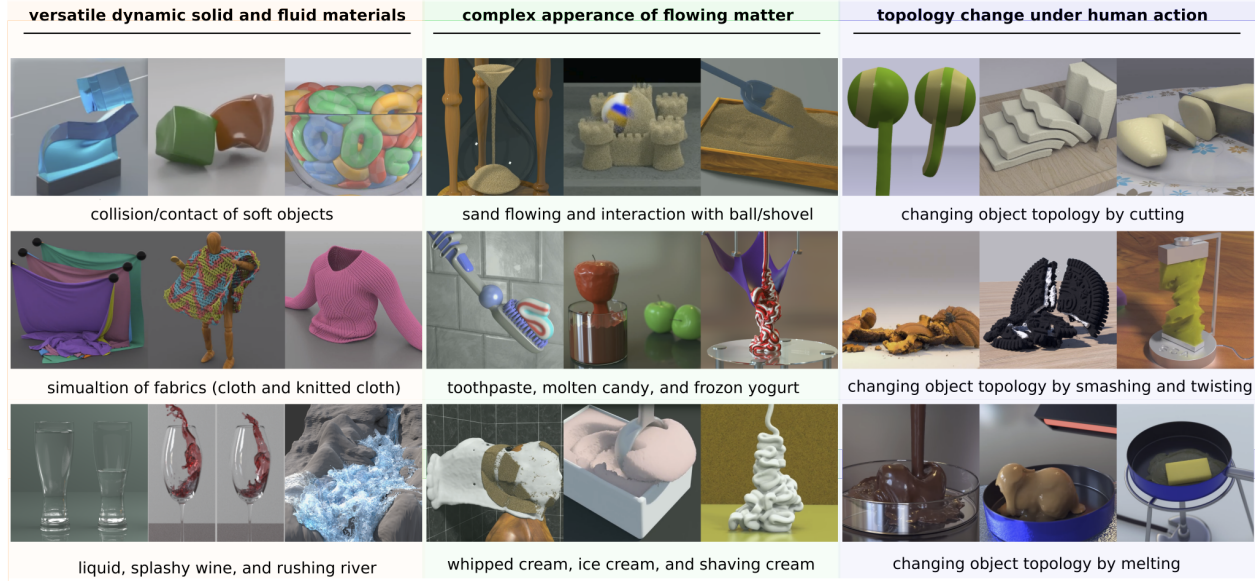 versatile dynamic solid and fluid materials
complex apperance of flowing matter
topology change under human action
collision/contact of soft objects
sand flowing and interaction with ball/shovel
changing object topology by cutting
simualtion of fabrics (cloth and knitted cloth)
toothpaste, molten candy, and frozon yogurt
changing object topology by smashing and twisting
liquid, splashy wine, and rushing river
whipped cream, ice cream, and shaving cream
changing object topology by melting